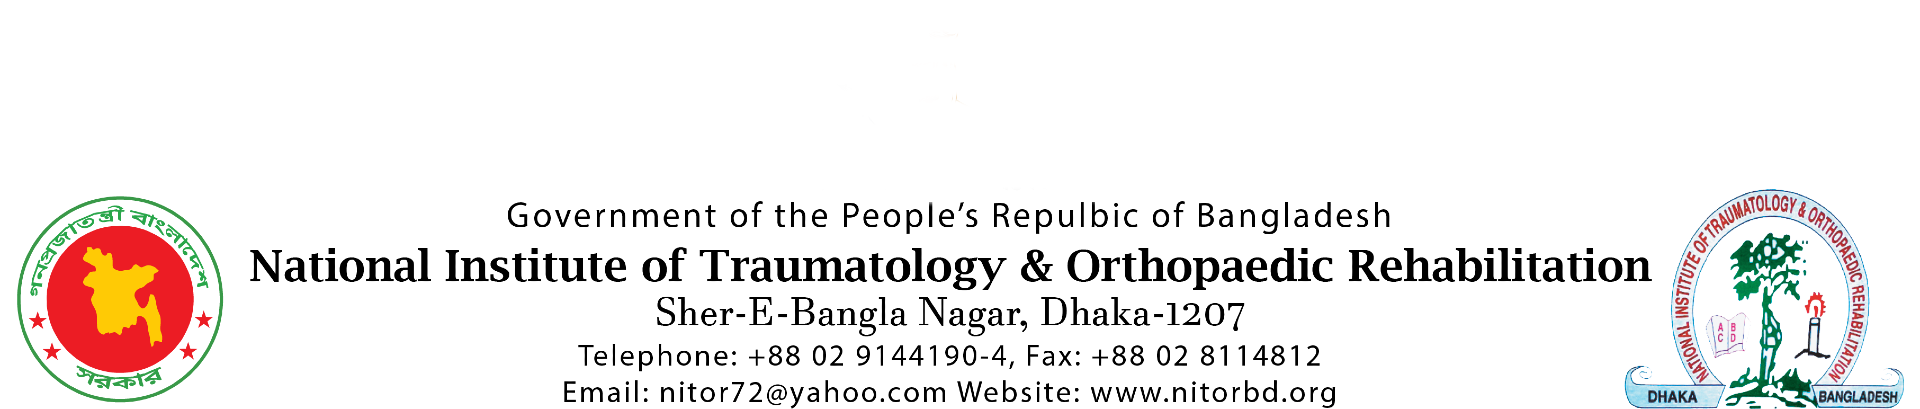 গনপ্রজাতন্ত্রী বাংলাদেশ
সরকার
Government of the People's Repulbic of Bangladesh
National Institute of Traumatology & Orthopaedic Rehabilitation
Sher-E-Bangla Nagar, Dhaka-1207
Telephone: +88 02 9144190-4, Fax: +88 02 8114812
Email: nitor72@yahoo.com Website: www.nitorbd.org
NATIONAL INSTITUTE OF TRAUMATOLOGY & ORTHOPAEDIC REHABILITATION
A B
C D
DHAKA
BANGLADESH